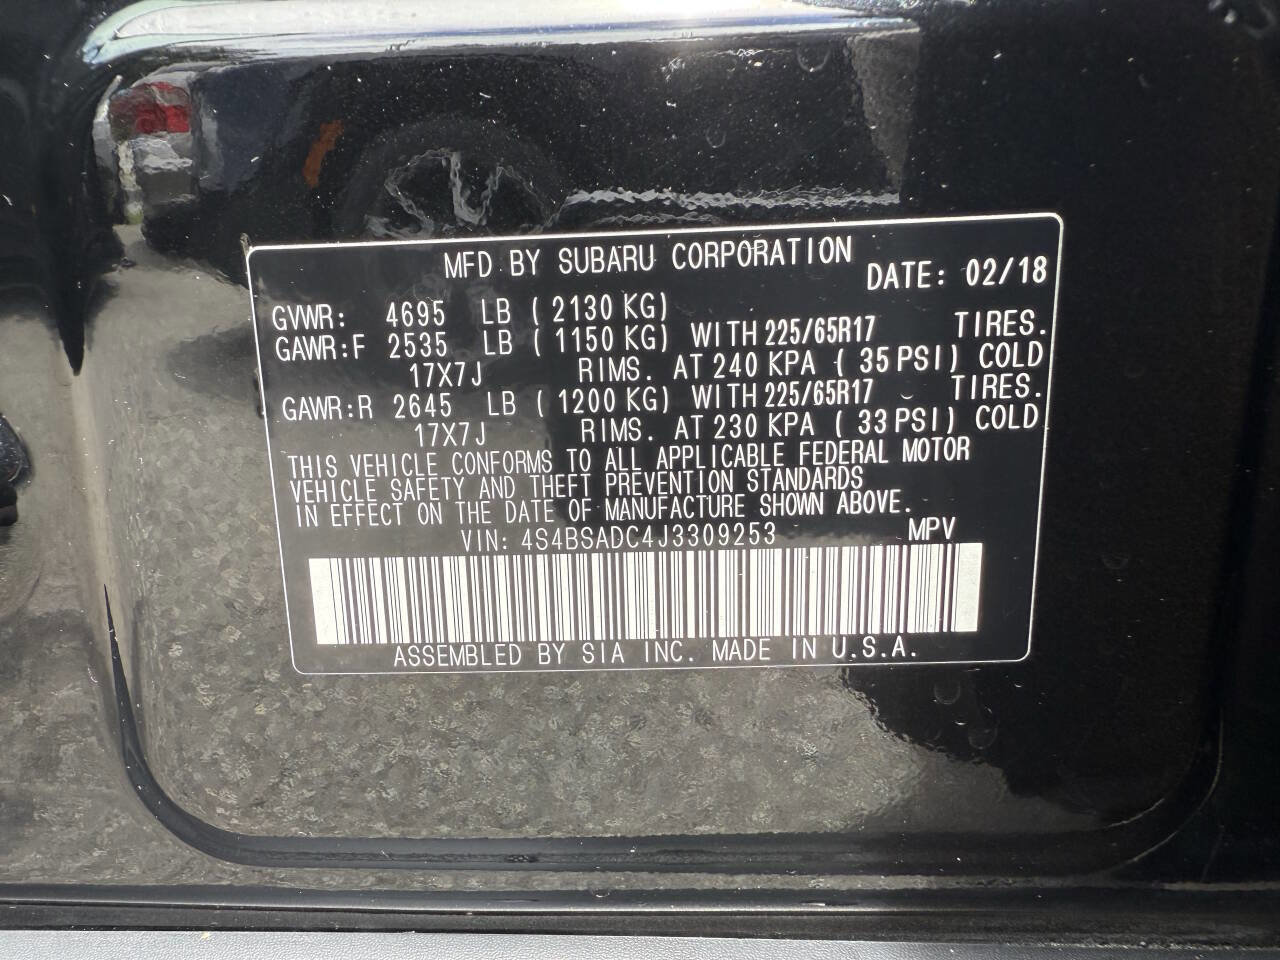 MFD BY SUBARU CORPORATION
DATE: 02/18
GVWR: 4695 LB ( 2130 KG)
GAWR:F 2535 LB ( 1150 KG) WITH 225/65R17 TIRES.
17X7J RIMS. AT 240 KPA ( 35 PSI) COLD
GAWR:R 2645 LB ( 1200 KG) WITH 225/65R17 TIRES.
17X7J RIMS. AT 230 KPA ( 33 PSI) COLD
THIS VEHICLE CONFORMS TO ALL APPLICABLE FEDERAL MOTOR
VEHICLE SAFETY AND THEFT PREVENTION STANDARDS
IN EFFECT ON THE DATE OF MANUFACTURE SHOWN ABOVE.
VIN: 4S4BSADC4J3309253 MPV
ASSEMBLED BY SIA INC. MADE IN U.S.A.